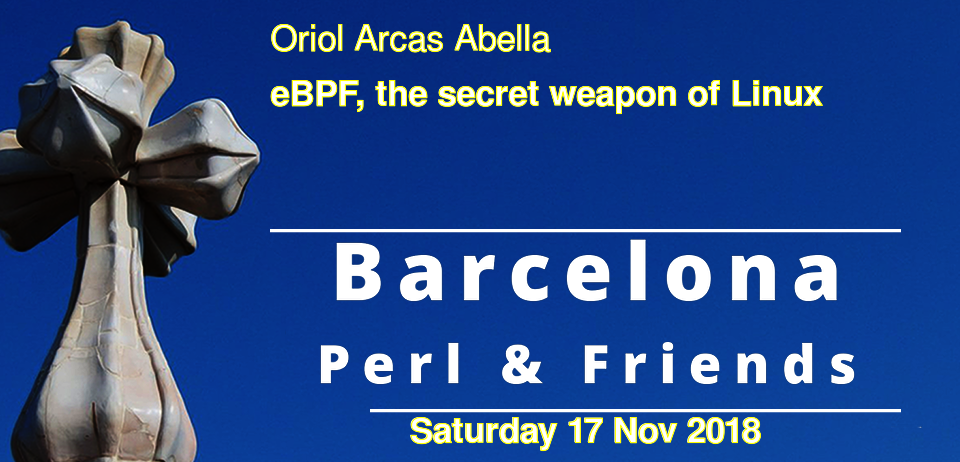 Oriol Arcas Abella
eBPF, the secret weapon of Linux
Barcelona
Perl & Friends
Saturday 17 Nov 2018